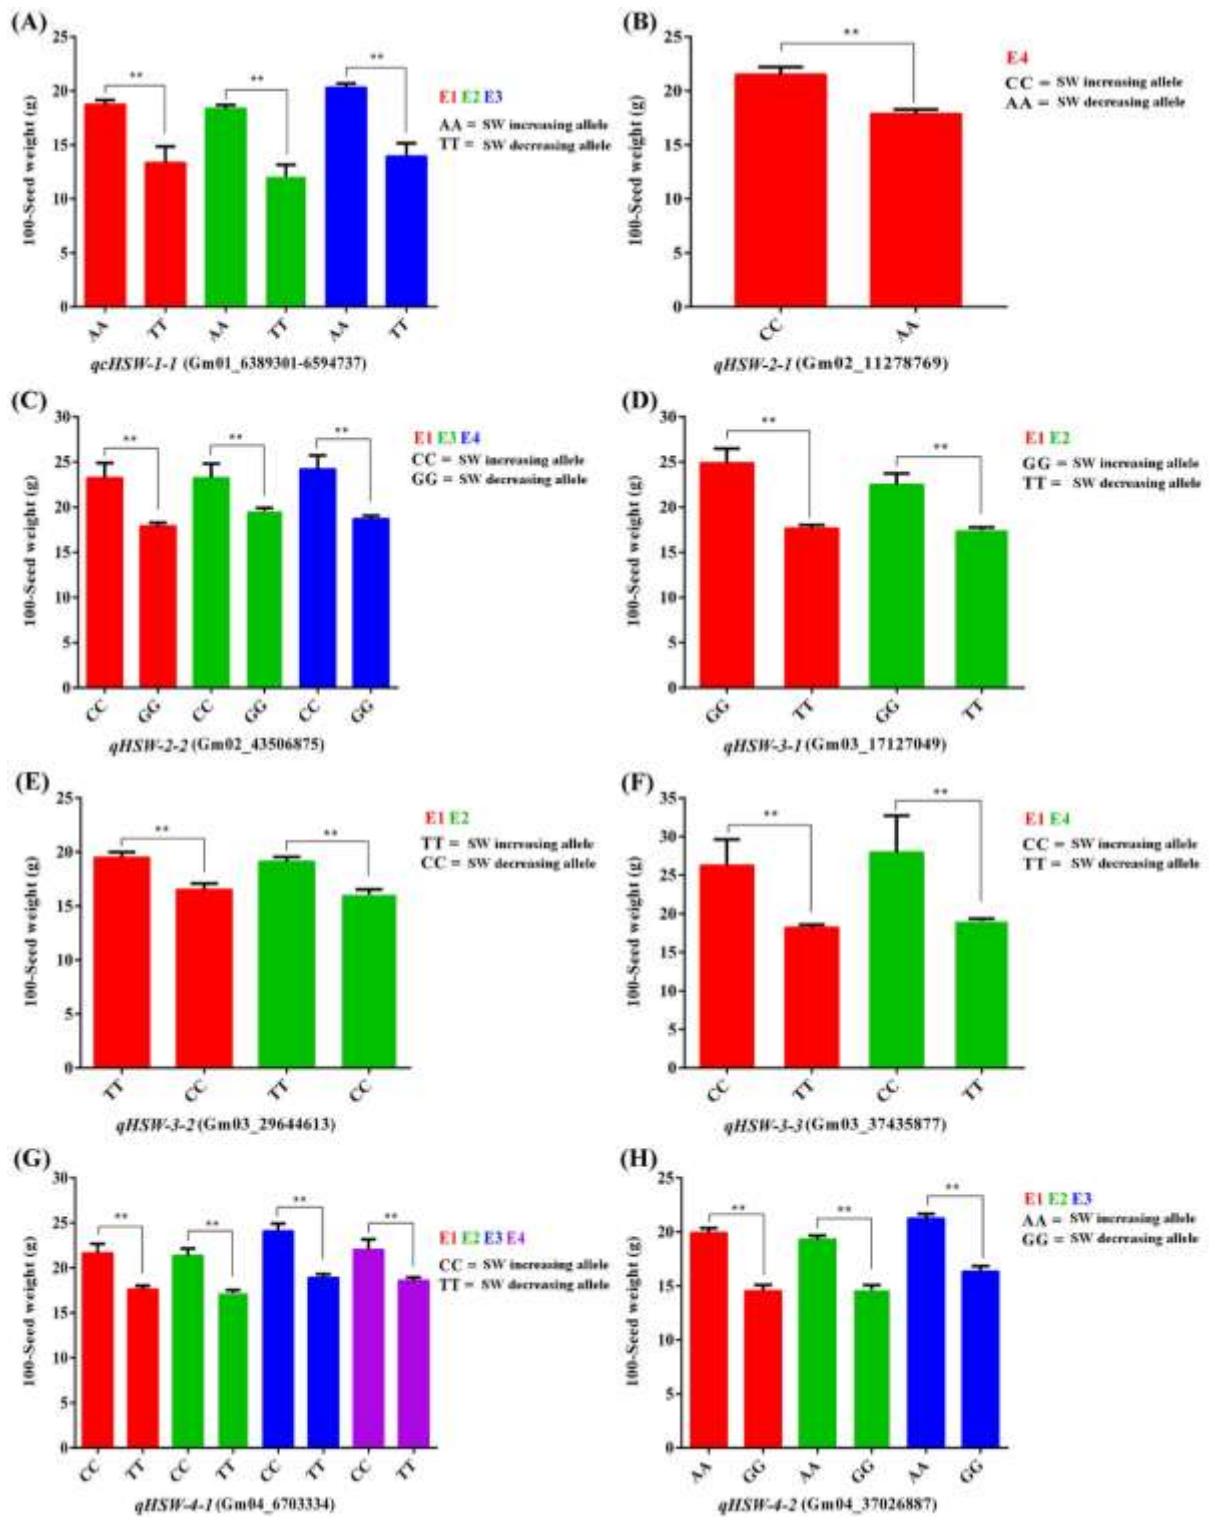 (A)
25
20
15
10
5
0
100-Seed weight (g)
** ** **
AA TT AA TT AA TT
qcHSW-1-1 (Gm01_6389301-6594737)
E1 E2 E3
AA = SW increasing allele
TT = SW decreasing allele
(B)
25
20
15
10
5
0
100-Seed weight (g)
**
CC AA
qHSW-2-1 (Gm02_11278769)
E4
CC = SW increasing allele
AA = SW decreasing allele
(C)
30
25
20
15
10
5
0
100-Seed weight (g)
** ** **
CC GG CC GG CC GG
qHSW-2-2 (Gm02_43506875)
E1 E3 E4
CC = SW increasing allele
GG = SW decreasing allele
(D)
30
25
20
15
10
5
0
100-Seed weight (g)
** **
GG TT GG TT
qHSW-3-1 (Gm03_17127049)
E1 E2
GG = SW increasing allele
TT = SW decreasing allele
(E)
25
20
15
10
5
0
100-Seed weight (g)
** **
TT CC TT CC
qHSW-3-2 (Gm03_29644613)
E1 E2
TT = SW increasing allele
CC = SW decreasing allele
(F)
35
30
25
20
15
10
5
0
100-Seed weight (g)
** **
CC TT CC TT
qHSW-3-3 (Gm03_37435877)
E1 E4
CC = SW increasing allele
TT = SW decreasing allele
(G)
30
25
20
15
10
5
0
100-Seed weight (g)
** ** ** **
CC TT CC TT CC TT CC TT
qHSW-4-1 (Gm04_6703334)
E1 E2 E3 E4
CC = SW increasing allele
TT = SW decreasing allele
(H)
25
20
15
10
5
0
100-Seed weight (g)
** ** **
AA GG AA GG AA GG
qHSW-4-2 (Gm04_37026887)
E1 E2 E3
AA = SW increasing allele
GG = SW decreasing allele